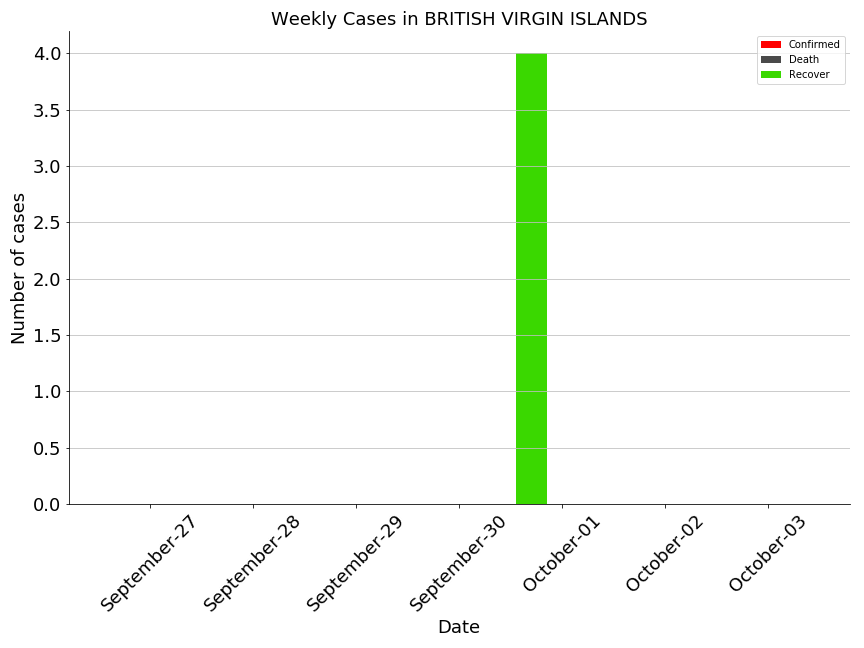 Weekly Cases in BRITISH VIRGIN ISLANDS
Confirmed
Death
Recover
Number of cases
4.0
3.5
3.0
2.5
2.0
1.5
1.0
0.5
0.0
September-27
September-28
September-29
September-30
October-01
October-02
October-03
Date